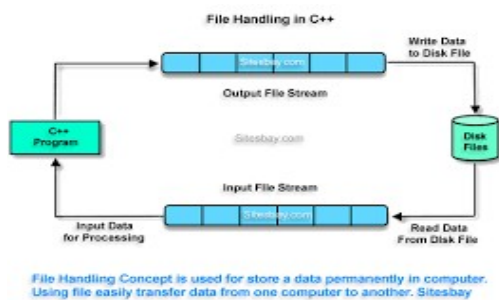 File Handling in C++
Sitesbay.com
Write Data
to Disk File
Output File Stream
C++
Program
Sitesbay.com
Disk
Files
Input File Stream
Sitesbay.com
Input Data
for Processing
Read Data
From Disk File
File Handling Concept is used for store a data permanently in computer.
Using file easily transfer data from one computer to another. Sitesbay